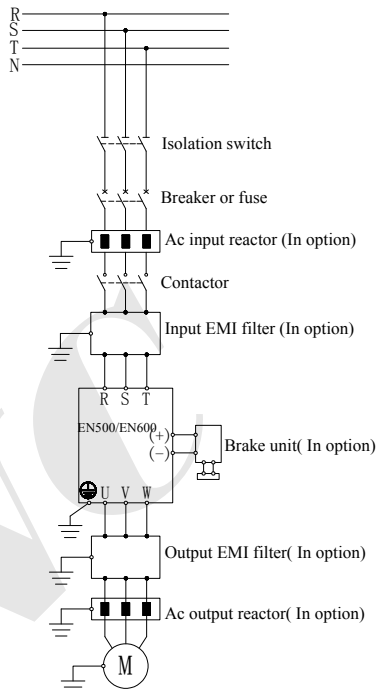 R
S
T
N
Isolation switch
Breaker or fuse
Ac input reactor (In option)
Contactor
Input EMI filter (In option)
R S T
EN500/EN600
(+)
(−)
Brake unit( In option)
U V W
Output EMI filter( In option)
Ac output reactor( In option)
M